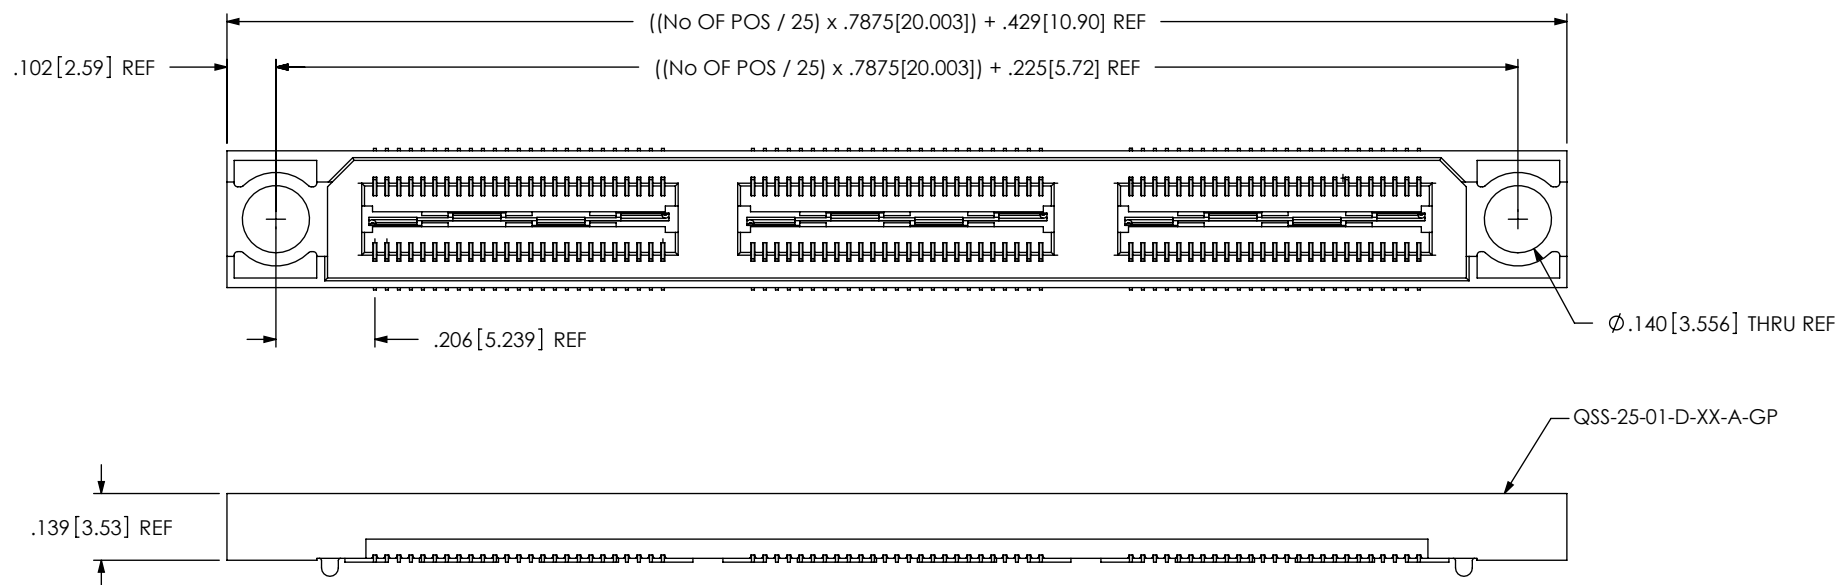 ((No OF POS / 25) x .7875[20.003]) + .429[10.90] REF
.102[2.59] REF
((No OF POS / 25) x .7875[20.003]) + .225[5.72] REF
.206[5.239] REF
Ø.140[3.556] THRU REF
QSS-25-01-D-XX-A-GP
.139[3.53] REF